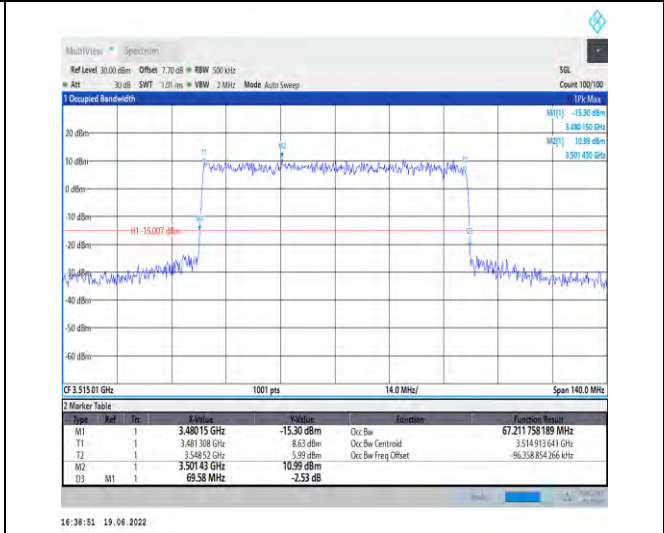 MultiView Spectrum
Ref Level 30.00 dBm Offset 7.70 dB RBW 500 kHz SGL
Att 30 dB SWT 1.01 ms VBW 2 MHz Mode Auto Sweep Count 100/100
1 Occupied Bandwidth 1Pk Max
M1[1] -15.30 dBm
3.480 150 GHz
20 dBm
M2[1] 10.99 dBm
3.501 430 GHz
M2
T1
10 dBm
0 dBm
-10 dBm
H1 -15.007 dBm
-30 dBm
-40 dBm
-50 dBm
-60 dBm
CF 3.515 01 GHz 1001 pts 14.0 MHz/ Span 140.0 MHz
2 Marker Table
Type Ref Trc X-Value Y-Value Function Function Result
M1 1 3.480 15 GHz -15.30 dBm Occ Bw 67.211 758 189 MHz
T1 1 3.481 308 GHz 8.63 dBm Occ Bw Centroid 3.514 913 641 GHz
T2 1 3.548 52 GHz 5.99 dBm Occ Bw Freq Offset -96.358 854 266 kHz
M2 1 3.501 43 GHz 10.99 dBm
D3 M1 1 69.58 MHz -2.53 dB
16:38:51 19.06.2022